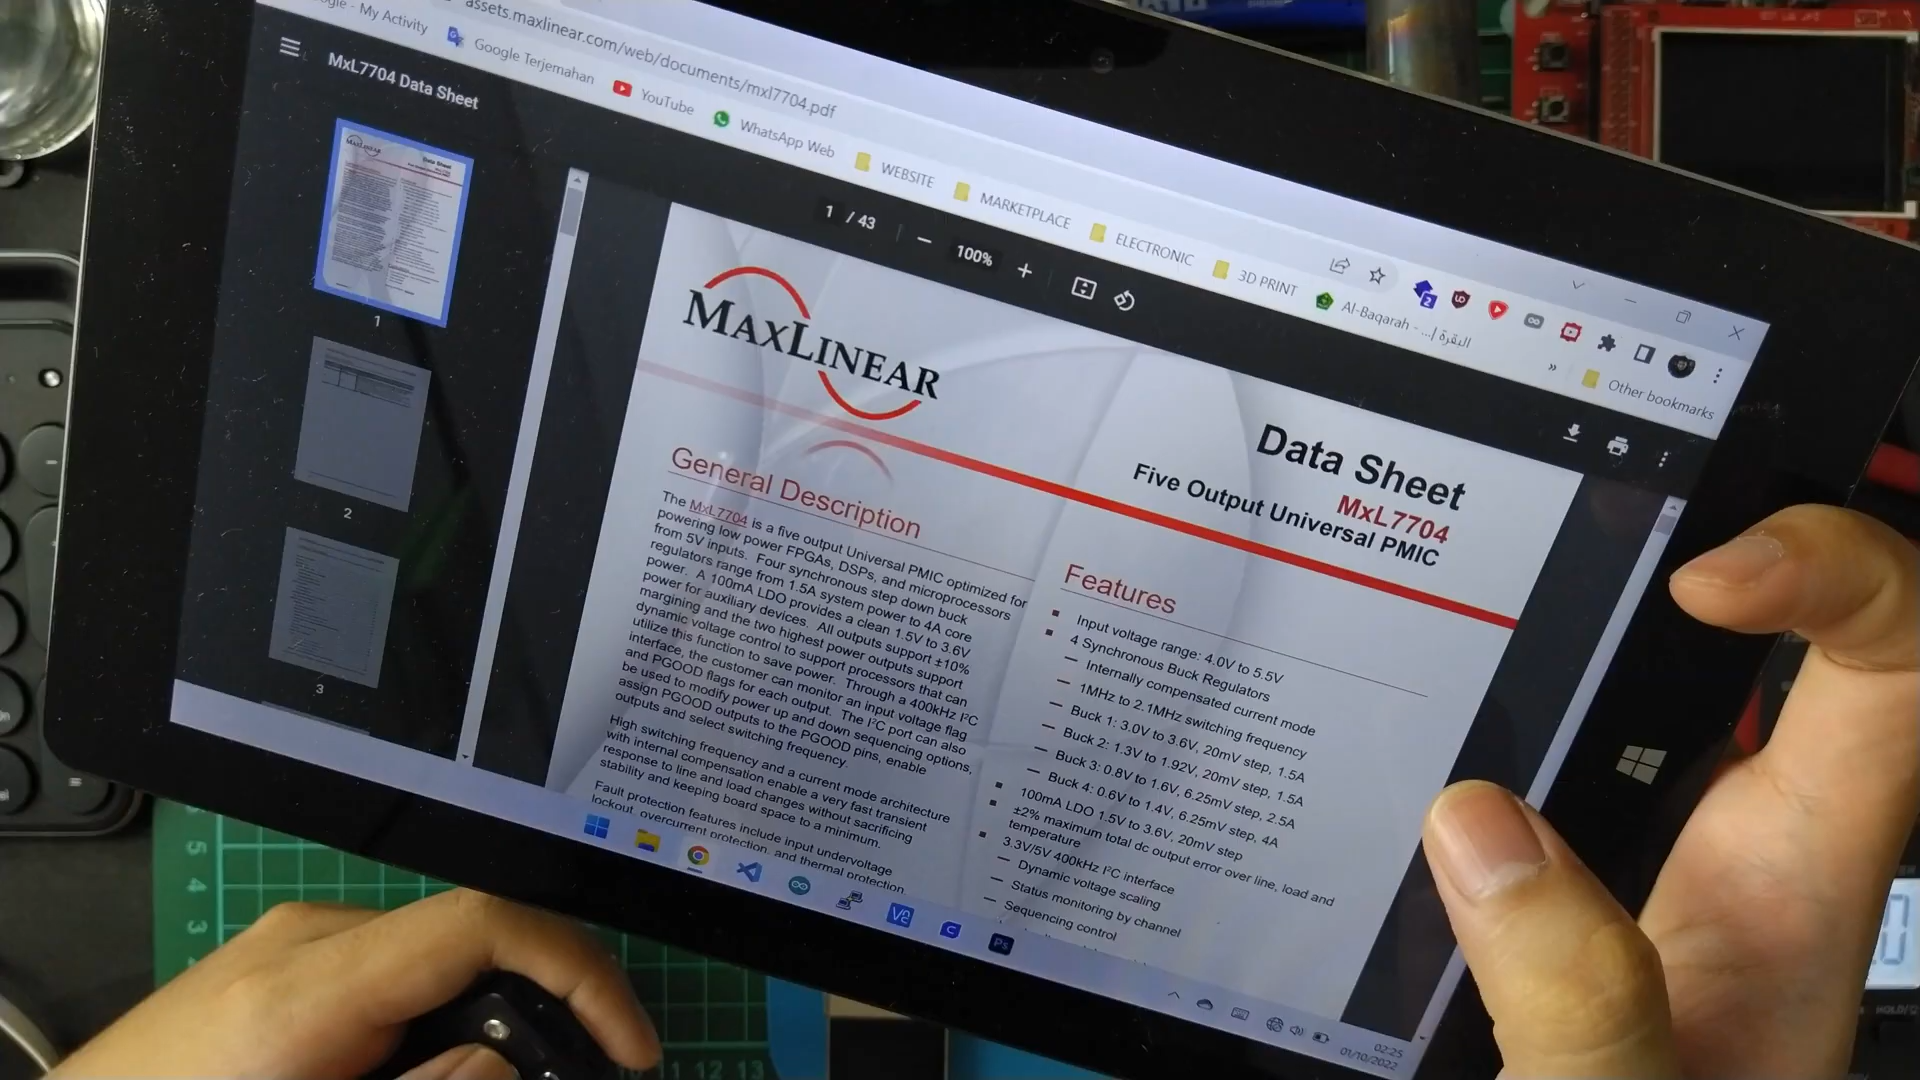 assets.maxlinear.com/web/documents/mxl7704.pdf
- My Activity
Google Terjemahan
YouTube
WhatsApp Web
WEBSITE
MARKETPLACE
ELECTRONIC
3D PRINT
Al-Baqarah - ...| البقرة
»
Other bookmarks
MxL7704 Data Sheet
1 / 43
100%
1
2
3
MAXLINEAR
Data Sheet
MxL7704
Five Output Universal PMIC
General Description
The MxL7704 is a five output Universal PMIC optimized for
powering low power FPGAs, DSPs, and microprocessors
from 5V inputs. Four synchronous step down buck
regulators range from 1.5A system power to 4A core
power. A 100mA LDO provides a clean 1.5V to 3.6V
power for auxiliary devices. All outputs support ±10%
margining and the two highest power outputs support
dynamic voltage control to support processors that can
utilize this function to save power. Through a 400kHz I²C
interface, the customer can monitor an input voltage flag
and PGOOD flags for each output. The I²C port can also
be used to modify power up and down sequencing options,
assign PGOOD outputs to the PGOOD pins, enable
outputs and select switching frequency.
High switching frequency and a current mode architecture
with internal compensation enable a very fast transient
response to line and load changes without sacrificing
stability and keeping board space to a minimum.
Fault protection features include input undervoltage
lockout, overcurrent protection, and thermal protection.
Features
Input voltage range: 4.0V to 5.5V
4 Synchronous Buck Regulators
— Internally compensated current mode
— 1MHz to 2.1MHz switching frequency
— Buck 1: 3.0V to 3.6V, 20mV step, 1.5A
— Buck 2: 1.3V to 1.92V, 20mV step, 1.5A
— Buck 3: 0.8V to 1.6V, 6.25mV step, 2.5A
— Buck 4: 0.6V to 1.4V, 6.25mV step, 4A
100mA LDO 1.5V to 3.6V, 20mV step
±2% maximum total dc output error over line, load and
temperature
3.3V/5V 400kHz I²C interface
— Dynamic voltage scaling
— Status monitoring by channel
— Sequencing control
Ps
02:25
01/10/2022
5
4
3
11 12 13